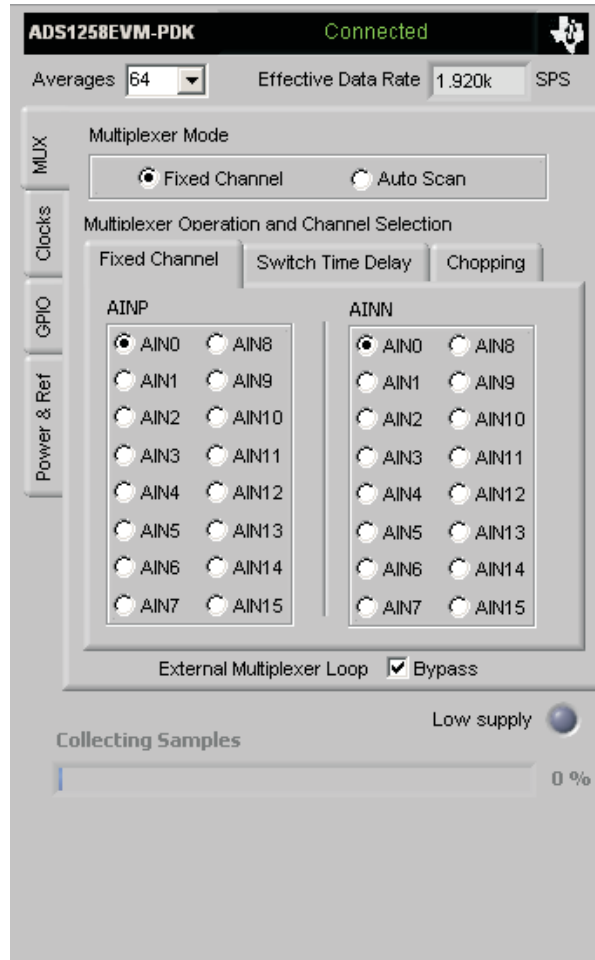 ADS1258EVM-PDK Connected
Averages 64 Effective Data Rate 1.920k SPS
MUX
Clocks
GPIO
Power & Ref
Multiplexer Mode
Fixed Channel Auto Scan
Multiplexer Operation and Channel Selection
Fixed Channel Switch Time Delay Chopping
AINP AINN
AIN0 AIN8 AIN0 AIN8
AIN1 AIN9 AIN1 AIN9
AIN2 AIN10 AIN2 AIN10
AIN3 AIN11 AIN3 AIN11
AIN4 AIN12 AIN4 AIN12
AIN5 AIN13 AIN5 AIN13
AIN6 AIN14 AIN6 AIN14
AIN7 AIN15 AIN7 AIN15
External Multiplexer Loop Bypass
Low supply
Collecting Samples
0 %